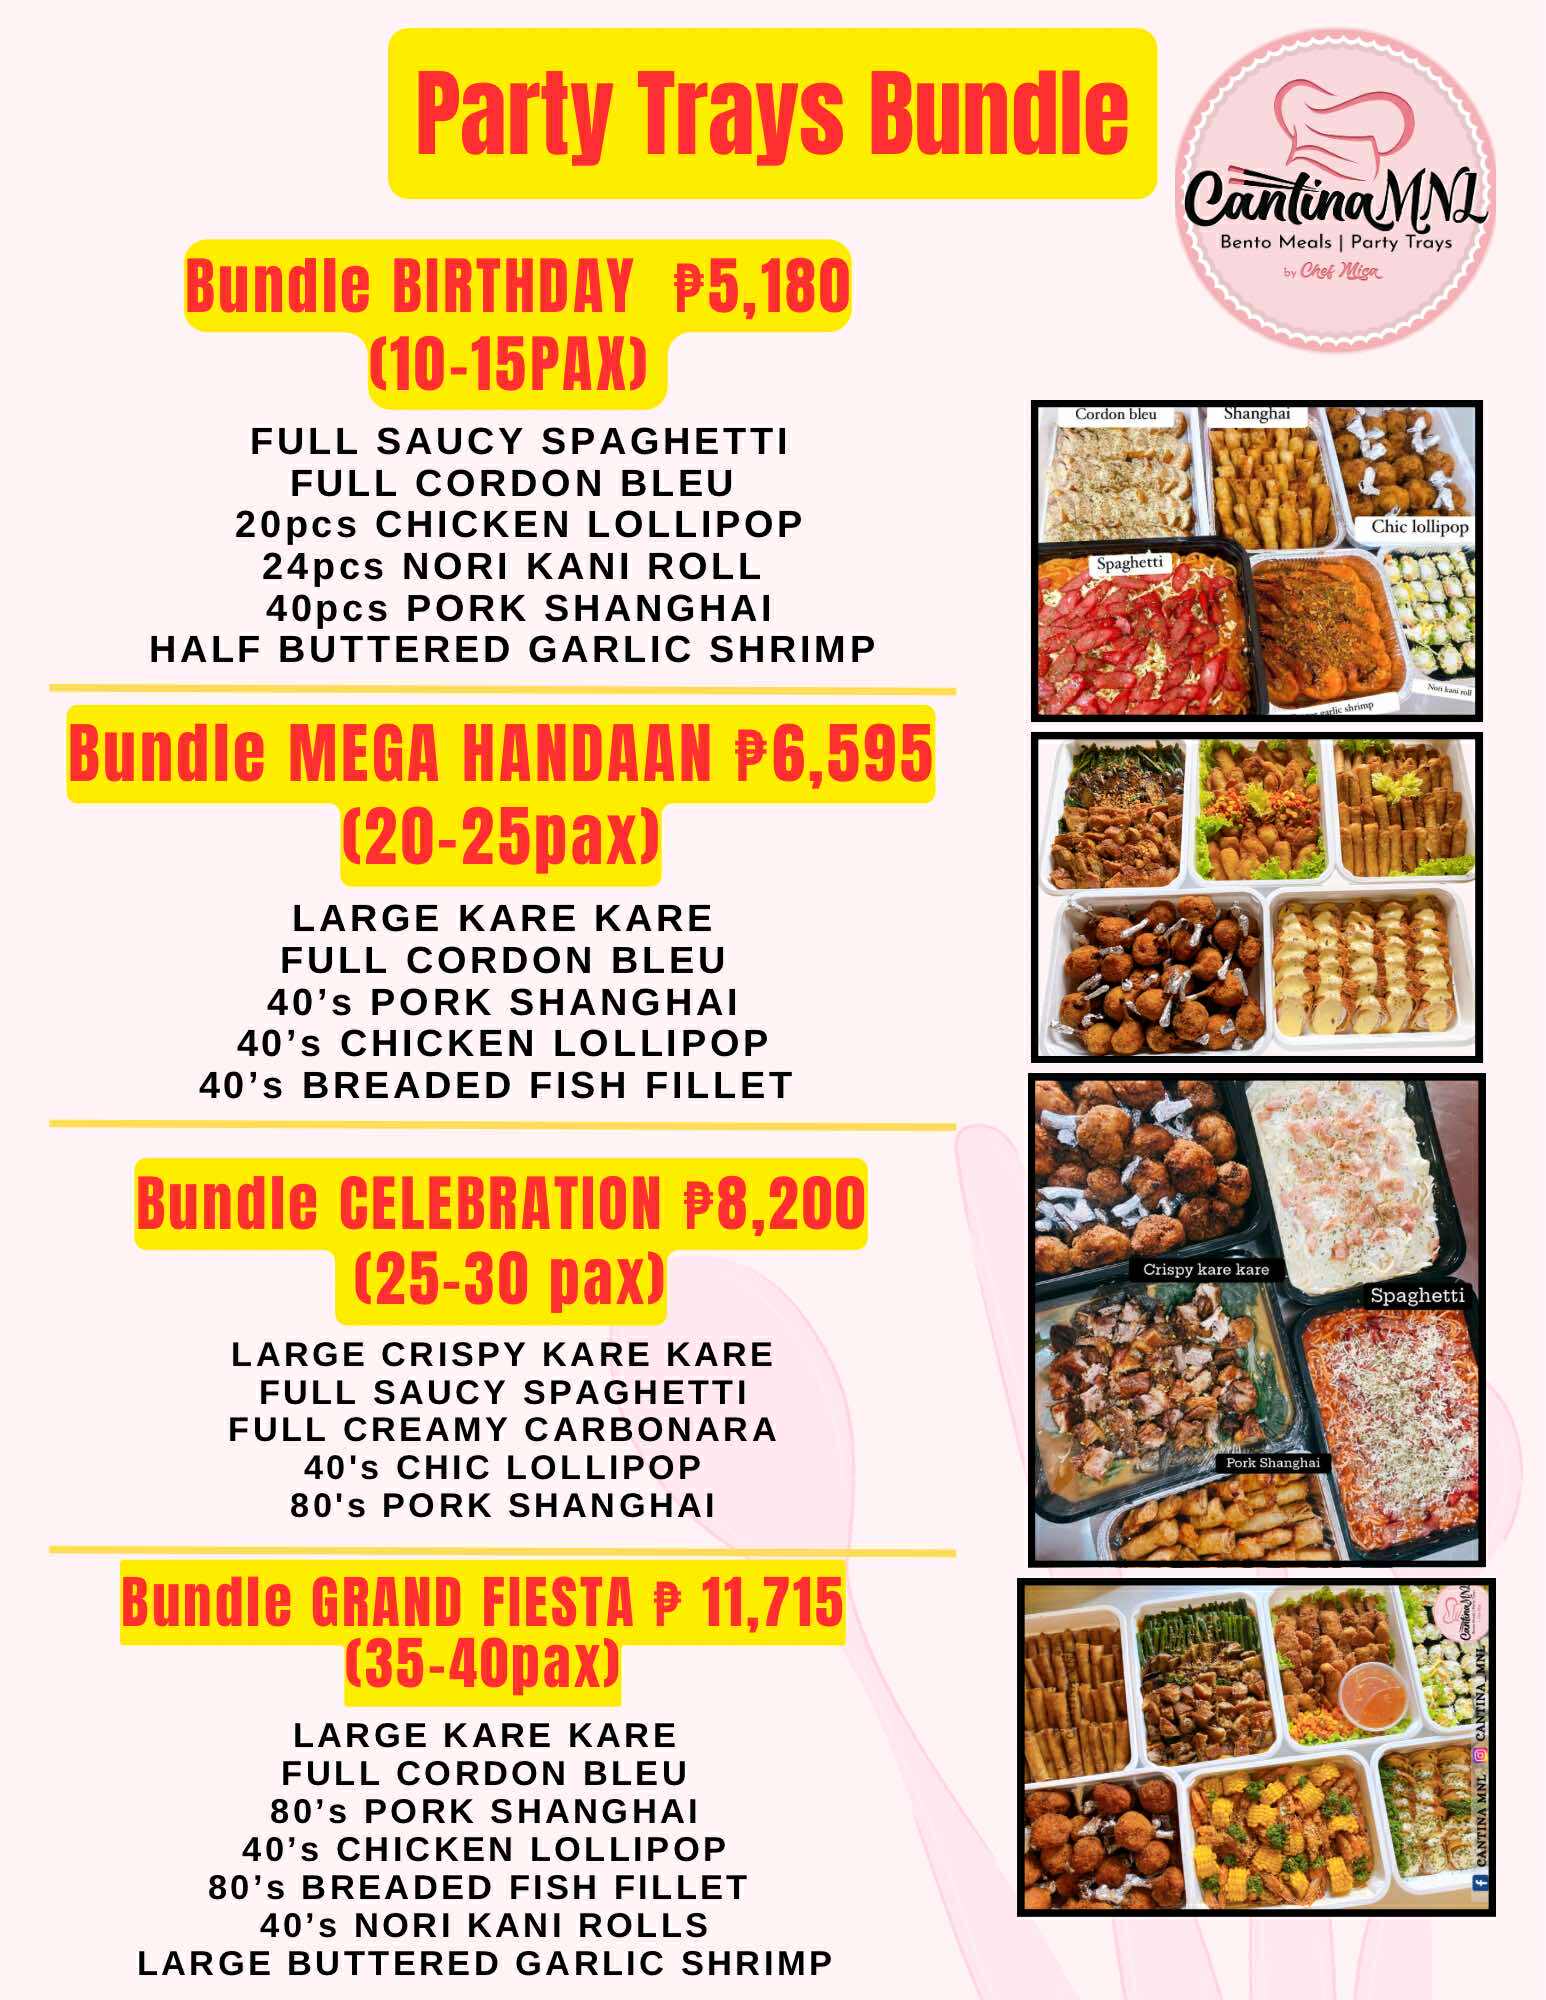 Party Trays Bundle
CantinaMNL
Bento Meals | Party Trays
by Chef Misa
Bundle BIRTHDAY ₱5,180
(10-15PAX)
FULL SAUCY SPAGHETTI
FULL CORDON BLEU
20pcs CHICKEN LOLLIPOP
24pcs NORI KANI ROLL
40pcs PORK SHANGHAI
HALF BUTTERED GARLIC SHRIMP
Cordon bleu
Shanghai
Chic lollipop
Spaghetti
Nori kani roll
garlic shrimp
Bundle MEGA HANDAAN ₱6,595
(20-25pax)
LARGE KARE KARE
FULL CORDON BLEU
40’s PORK SHANGHAI
40’s CHICKEN LOLLIPOP
40’s BREADED FISH FILLET
Bundle CELEBRATION ₱8,200
(25-30 pax)
LARGE CRISPY KARE KARE
FULL SAUCY SPAGHETTI
FULL CREAMY CARBONARA
40's CHIC LOLLIPOP
80's PORK SHANGHAI
Crispy kare kare
Spaghetti
Pork Shanghai
Bundle GRAND FIESTA ₱ 11,715
(35-40pax)
LARGE KARE KARE
FULL CORDON BLEU
80’s PORK SHANGHAI
40’s CHICKEN LOLLIPOP
80’s BREADED FISH FILLET
40’s NORI KANI ROLLS
LARGE BUTTERED GARLIC SHRIMP
CantinaMNL
CANTINA MNL CANTINA_MNL